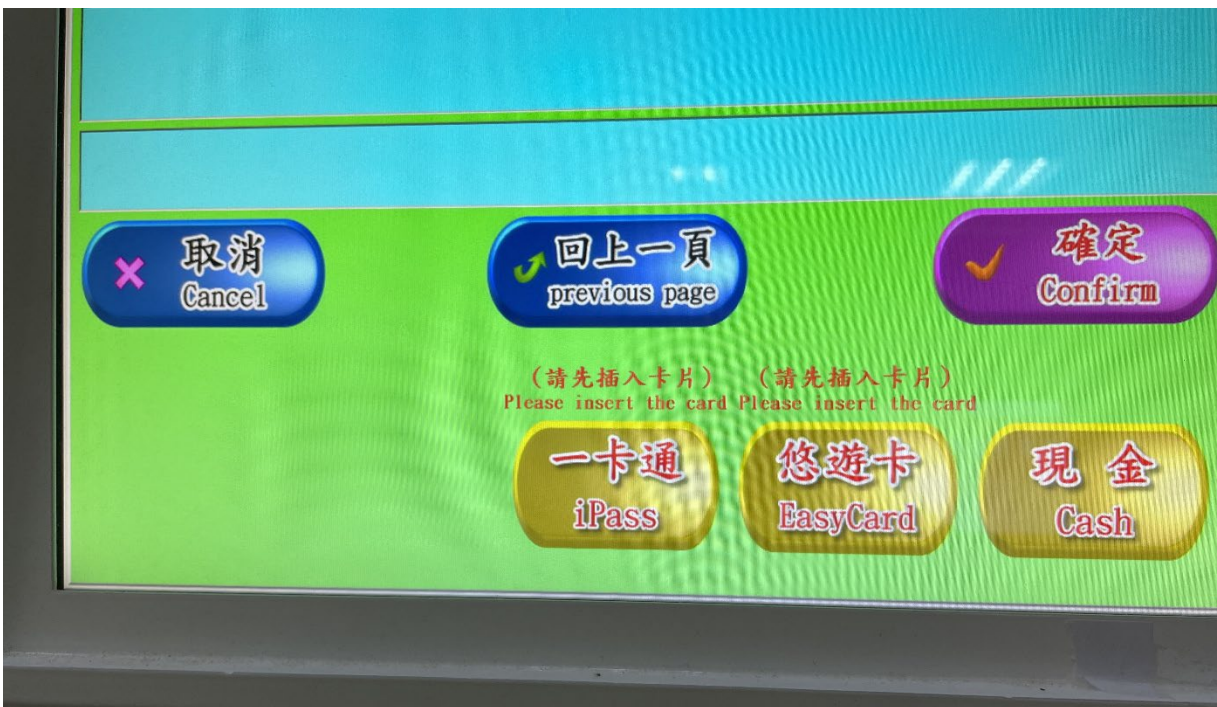 取消
Cancel
回上一頁
previous page
確定
Confirm
(請先插入卡片)
Please insert the card
(請先插入卡片)
Please insert the card
一卡通
iPass
悠遊卡
EasyCard
現金
Cash